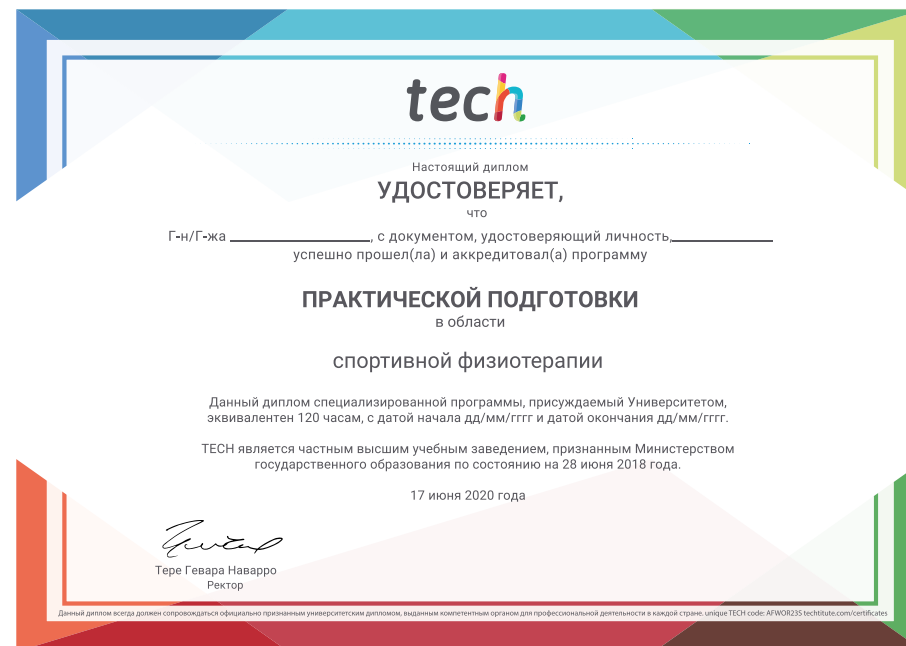 tech
Настоящий диплом
УДОСТОВЕРЯЕТ,
что
Г-н/Г-жа ____________________, с документом, удостоверяющий личность,______________
успешно прошел(ла) и аккредитовал(а) программу
ПРАКТИЧЕСКОЙ ПОДГОТОВКИ
в области
спортивной физиотерапии
Данный диплом специализированной программы, присуждаемый Университетом,
эквивалентен 120 часам, с датой начала дд/мм/гггг и датой окончания дд/мм/гггг.
TECH является частным высшим учебным заведением, признанным Министерством
государственного образования по состоянию на 28 июня 2018 года.
17 июня 2020 года
Тере Гевара Наварро
Ректор
Данный диплом всегда должен сопровождаться официально признанным университетским дипломом, выданным компетентным органом для профессиональной деятельности в каждой стране. unique TECH code: AFWOR23S techtitute.com/certificates